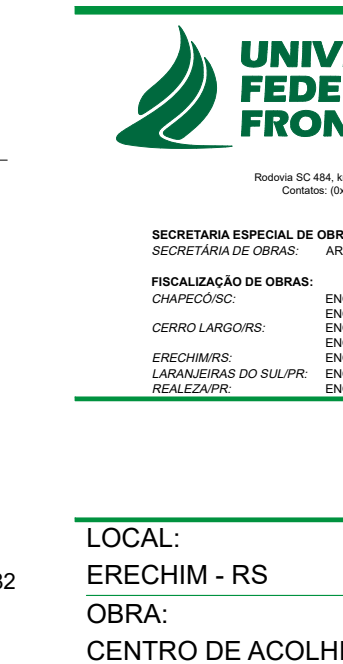 UNIV
FEDE
FRON
Rodovia SC 484, k
Contatos: (0x
SECRETARIA ESPECIAL DE OBR
SECRETÁRIA DE OBRAS: AR
FISCALIZAÇÃO DE OBRAS:
CHAPECÓ/SC: EN
EN
CERRO LARGO/RS: EN
EN
ERECHIM/RS: EN
LARANJEIRAS DO SUL/PR: EN
REALEZA/PR: EN
LOCAL:
32
ERECHIM - RS
OBRA:
CENTRO DE ACOLH